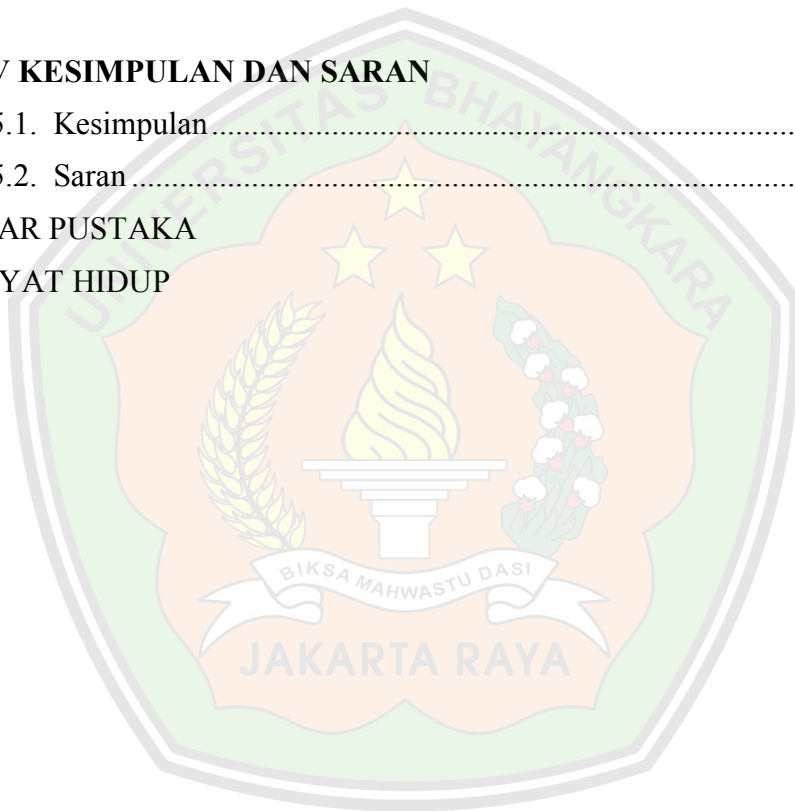 V KESIMPULAN DAN SARAN
5.1. Kesimpulan....................................................................................
5.2. Saran ..............................................................................................
AR PUSTAKA
YAT HIDUP
UNIVERSITAS BHAYANGKARA
BIKSA MAHWASTU DASI
JAKARTA RAYA